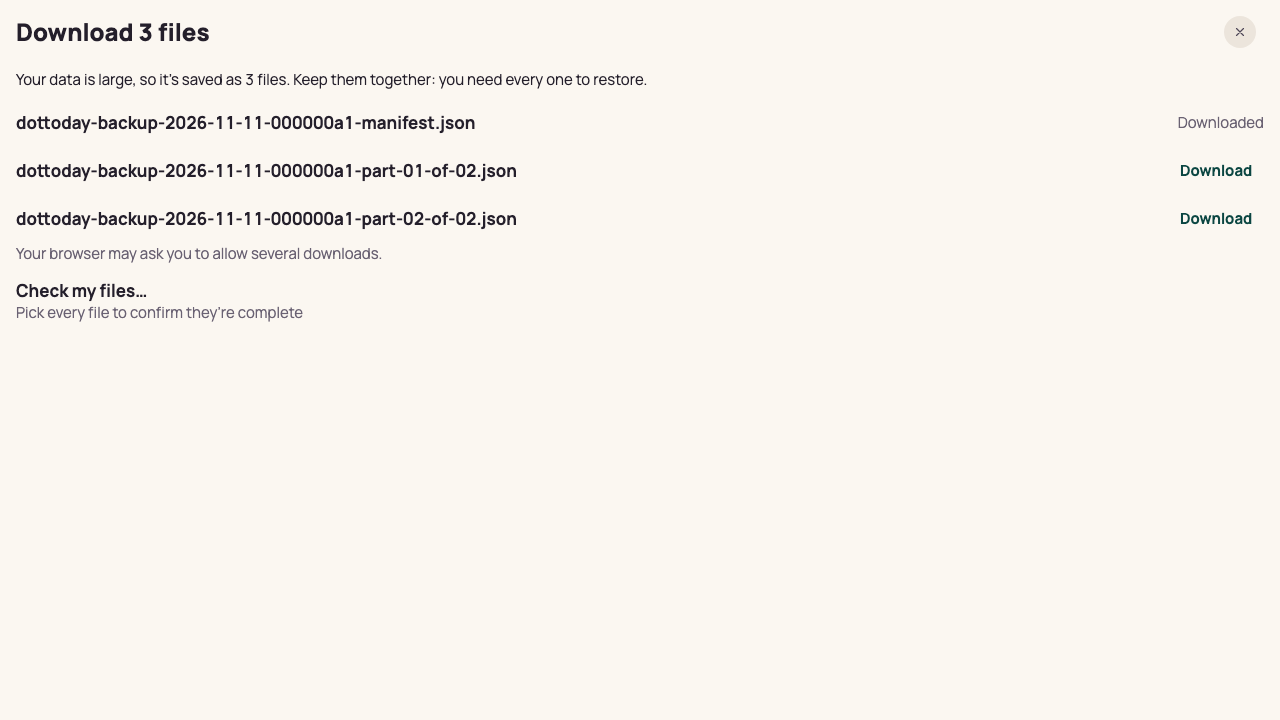 Download 3 files
Your data is large, so it's saved as 3 files. Keep them together: you need every one to restore.
dottoday-backup-2026-11-11-000000a1-manifest.json
Downloaded
dottoday-backup-2026-11-11-000000a1-part-01-of-02.json
Download
dottoday-backup-2026-11-11-000000a1-part-02-of-02.json
Download
Your browser may ask you to allow several downloads.
Check my files…
Pick every file to confirm they're complete